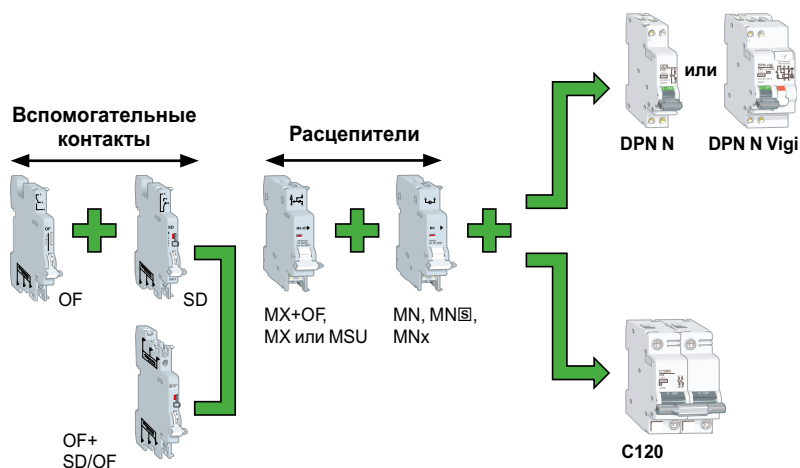 Вспомогательные
контакты
Расцепители
или
DPN N
DPN N Vigi
OF
SD
MX+OF,
MX или MSU
MN, MN🅂,
MNx
OF+
SD/OF
C120